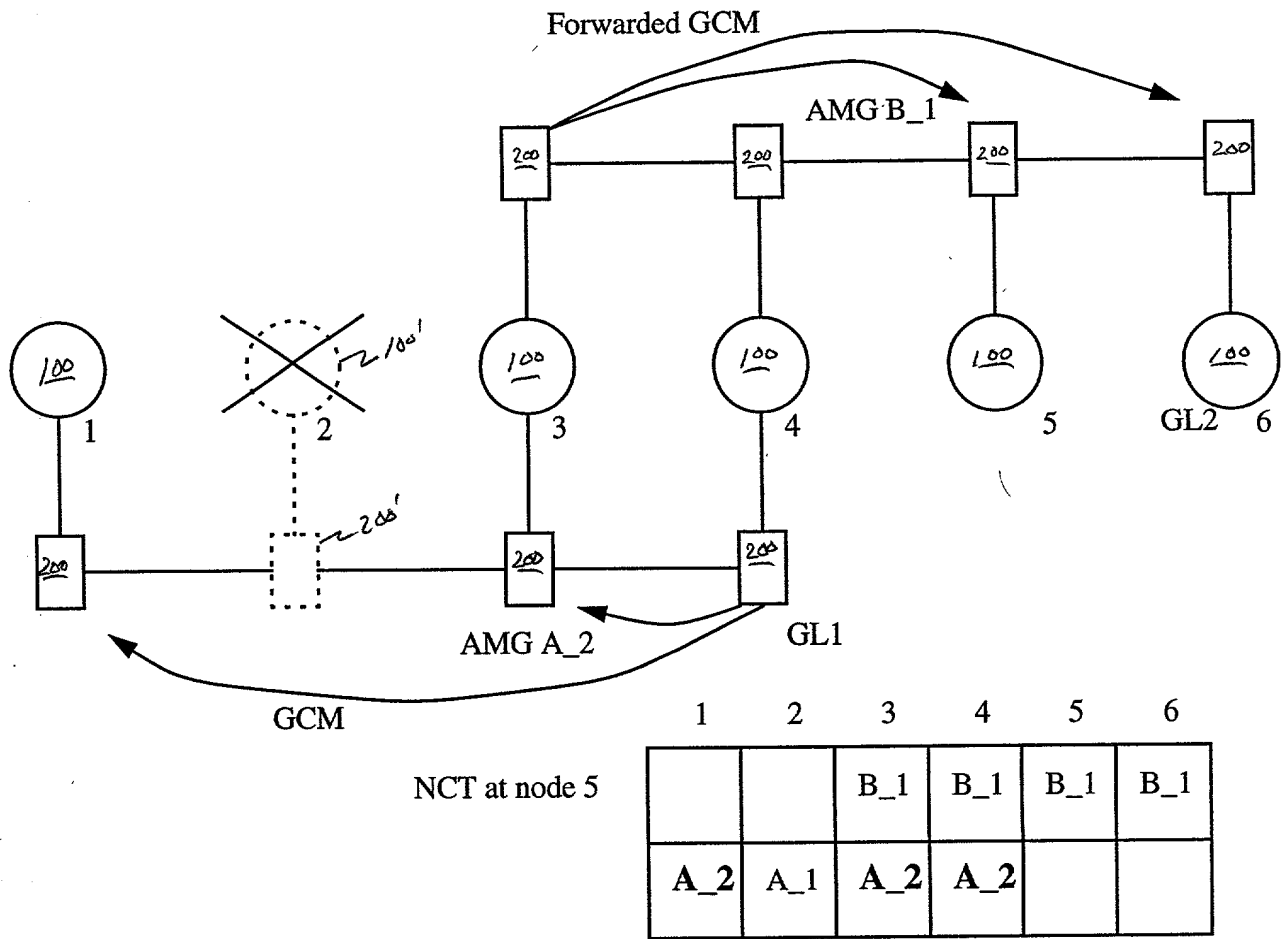 Forwarded GCM
AMG B_1
200 200 200 200
100 100' 100 100 100 100
1 2 3 4 5 GL2 6
200 200' 200 200
AMG A_2 GL1
GCM
1 2 3 4 5 6
NCT at node 5 B_1 B_1 B_1 B_1
A_2 A_1 A_2 A_2